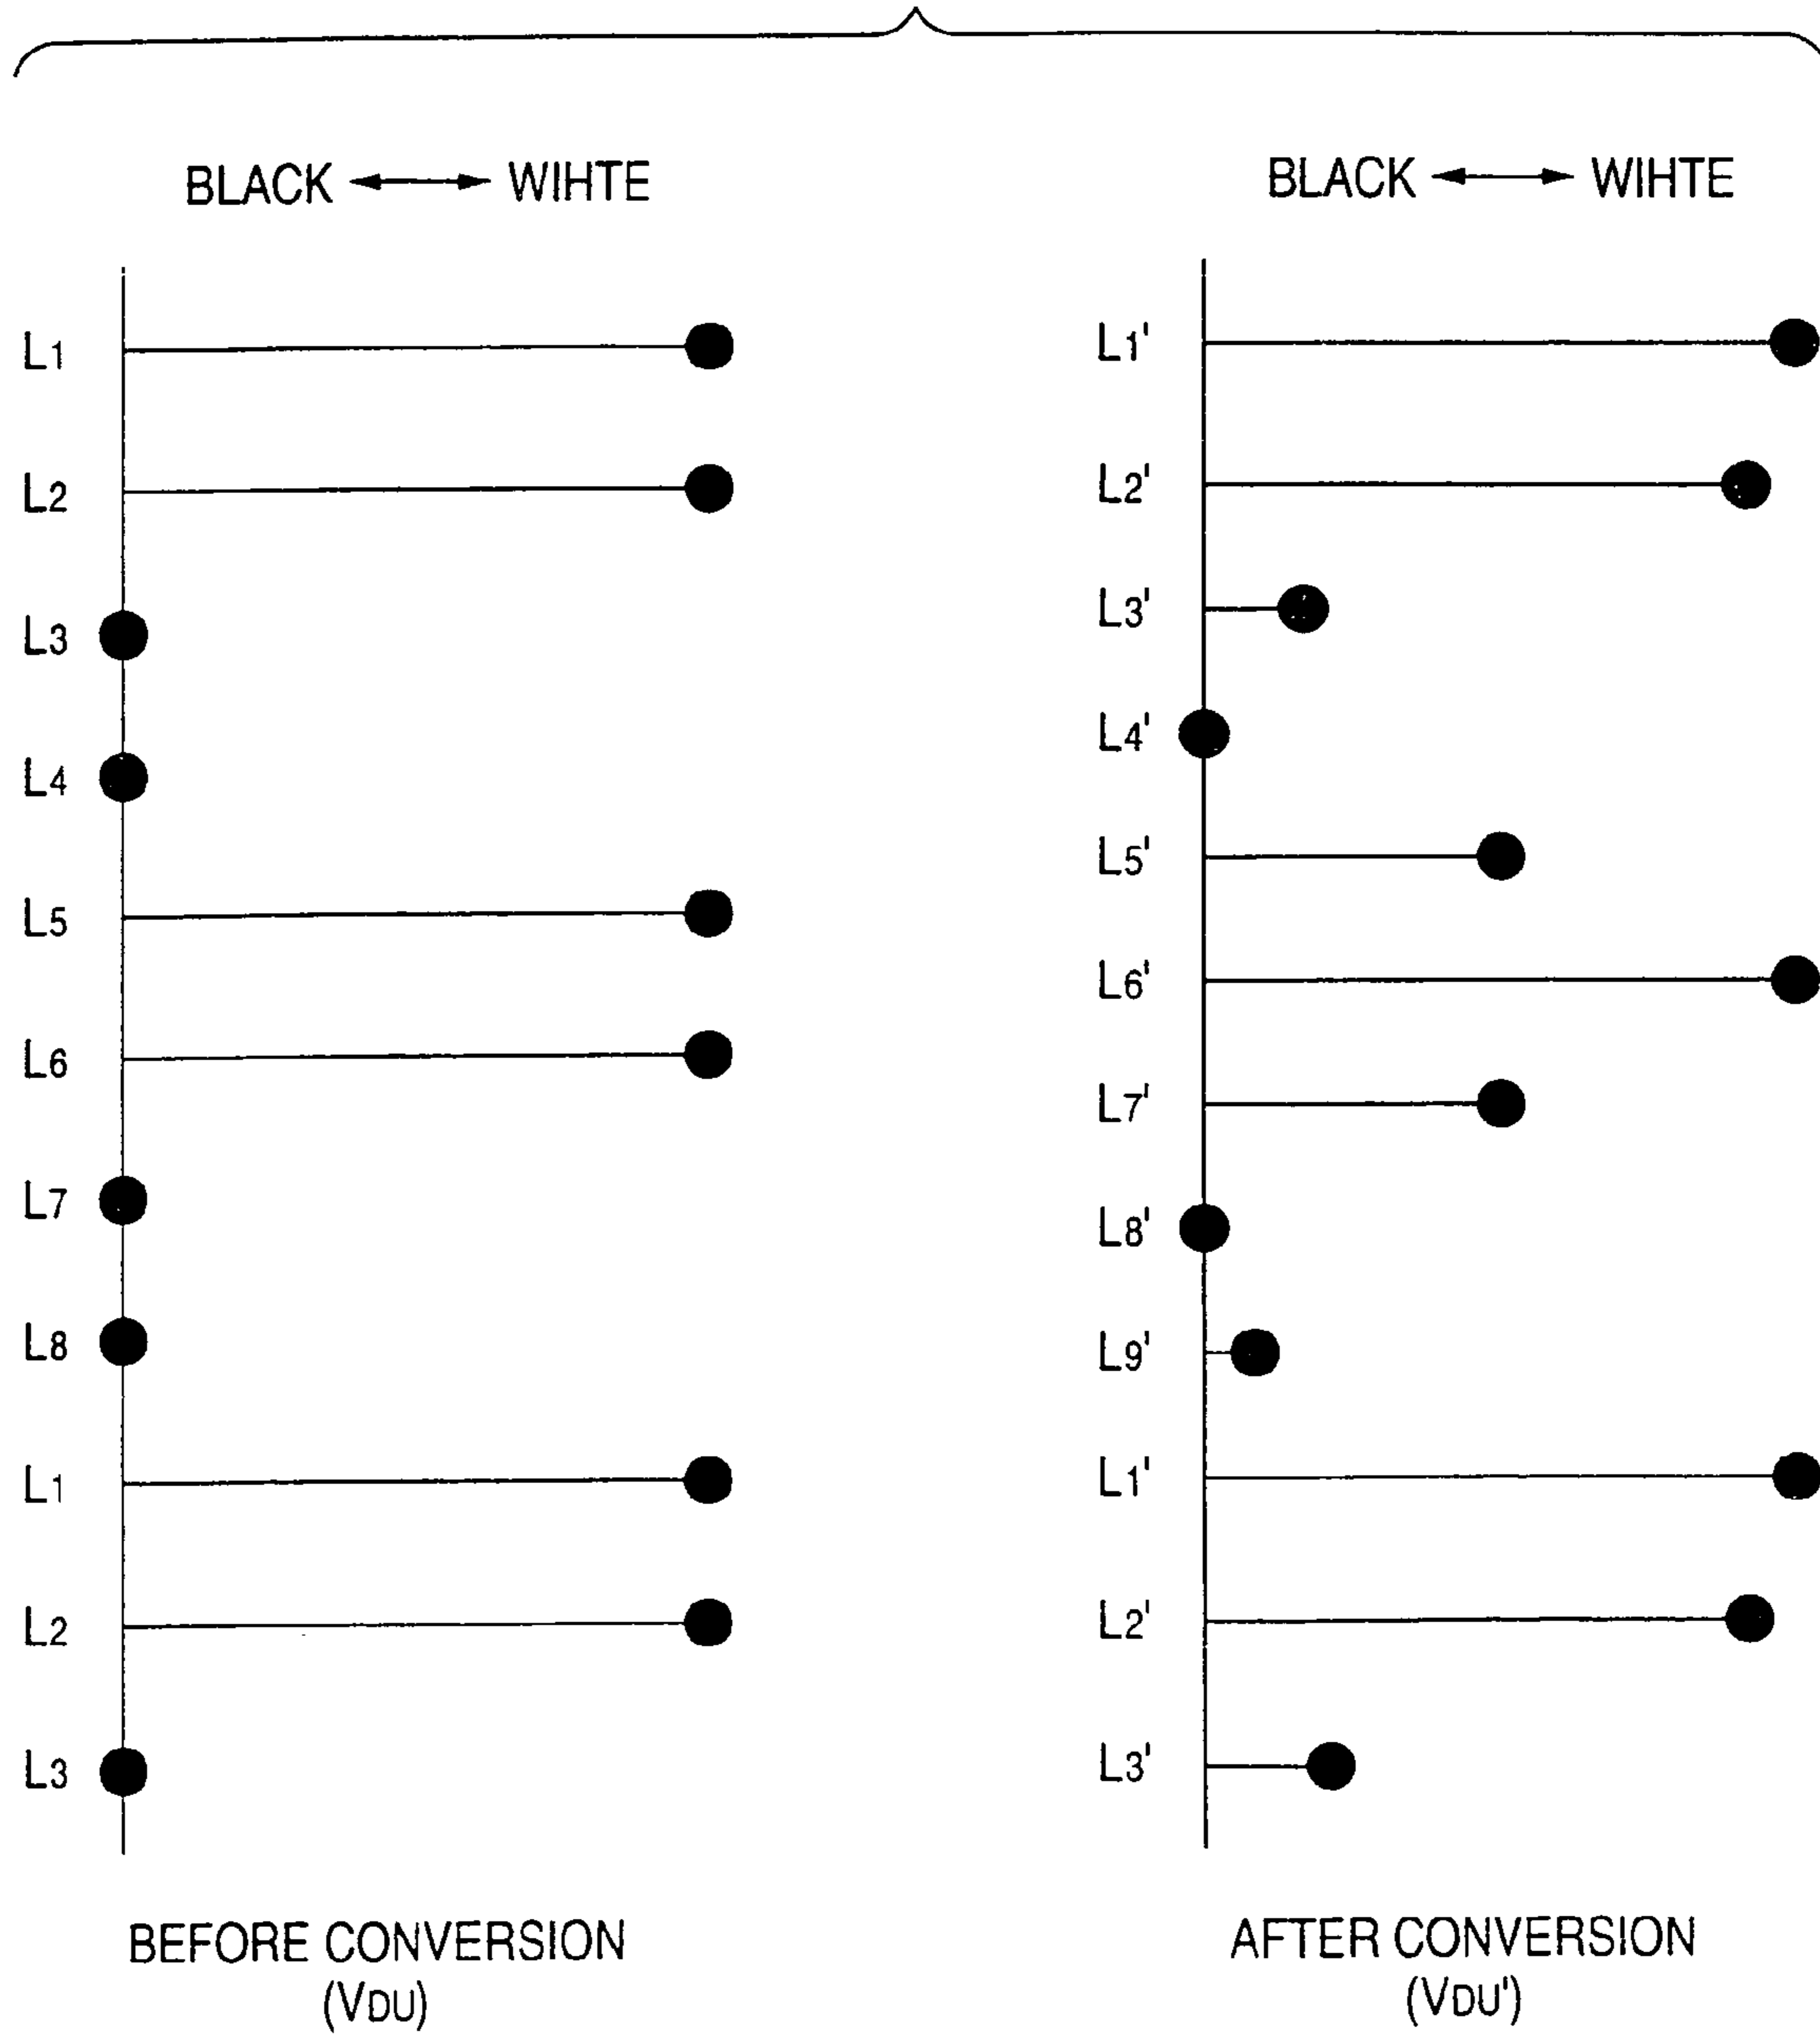 BLACK ↔ WIHTE
L1
L2
L3
L4
L5
L6
L7
L8
L1
L2
L3
BEFORE CONVERSION
(VDU)
BLACK ↔ WIHTE
L1'
L2'
L3'
L4'
L5'
L6'
L7'
L8'
L9'
L1'
L2'
L3'
AFTER CONVERSION
(VDU')